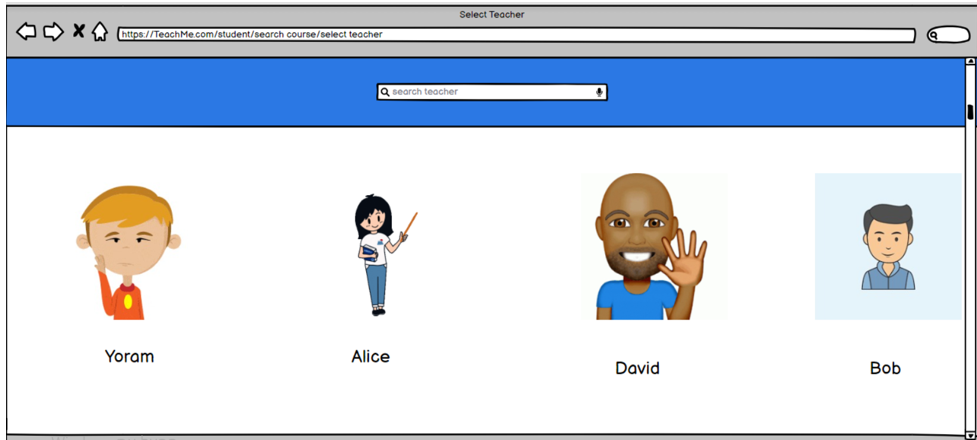 Select Teacher
https://TeachMe.com/student/search course/select teacher
search teacher
Yoram
Alice
David
Bob